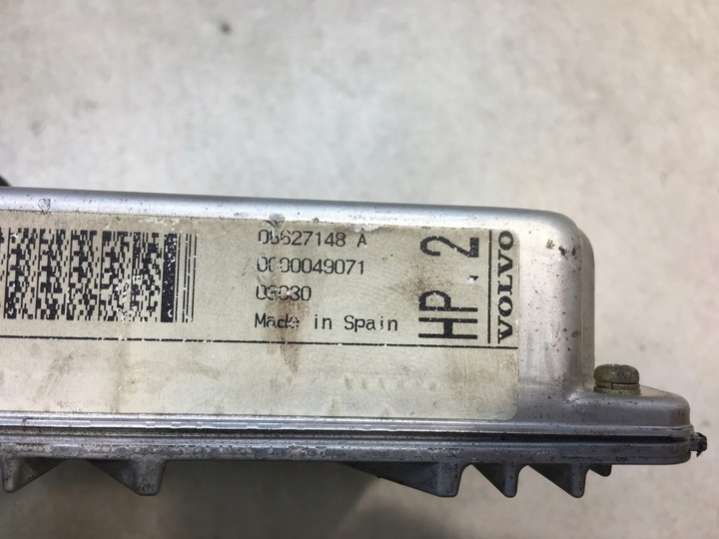 08627148 A
0000049071
03030
Made in Spain
HP.2
VOLVO